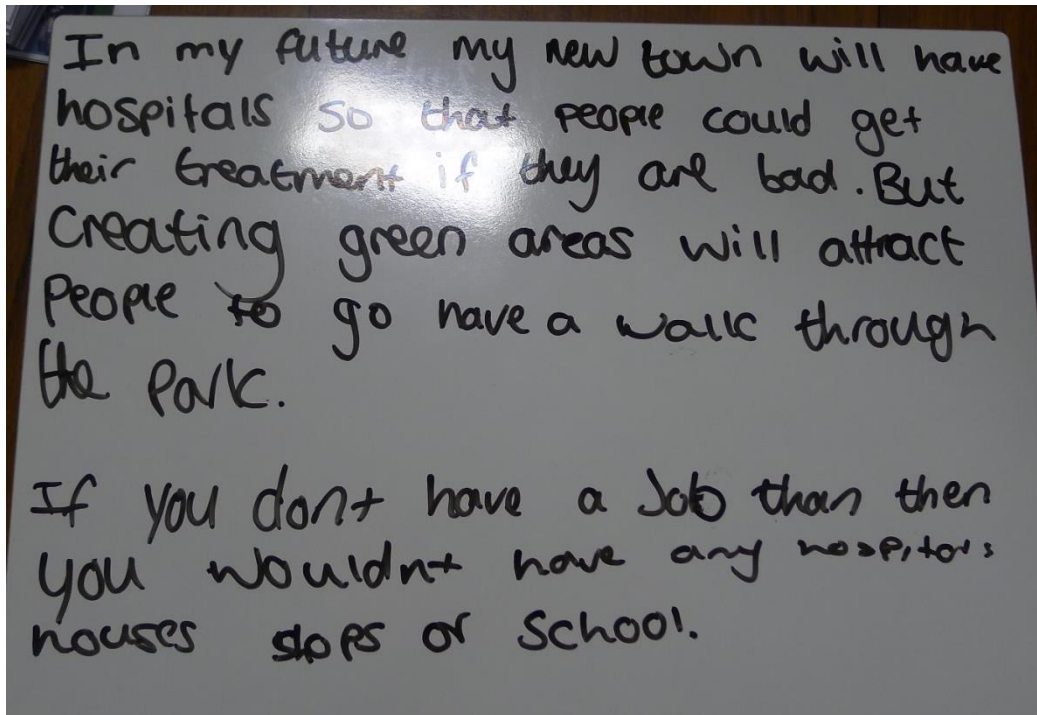 In my future my new town will have
hospitals so that people could get
their treatment if they are bad. But
Creating green areas will attract
People to go have a walk through
the Park.
If you dont have a Job than then
you wouldnt have any hospitols
houses shops or School.